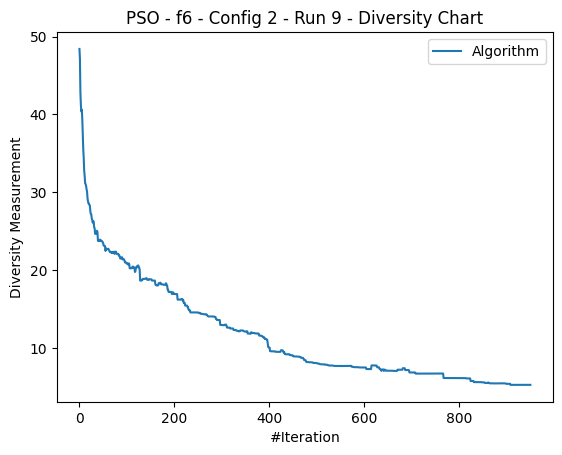 PSO - f6 - Config 2 - Run 9 - Diversity Chart
Algorithm
Diversity Measurement
50
40
30
20
10
0
200
400
600
800
#Iteration